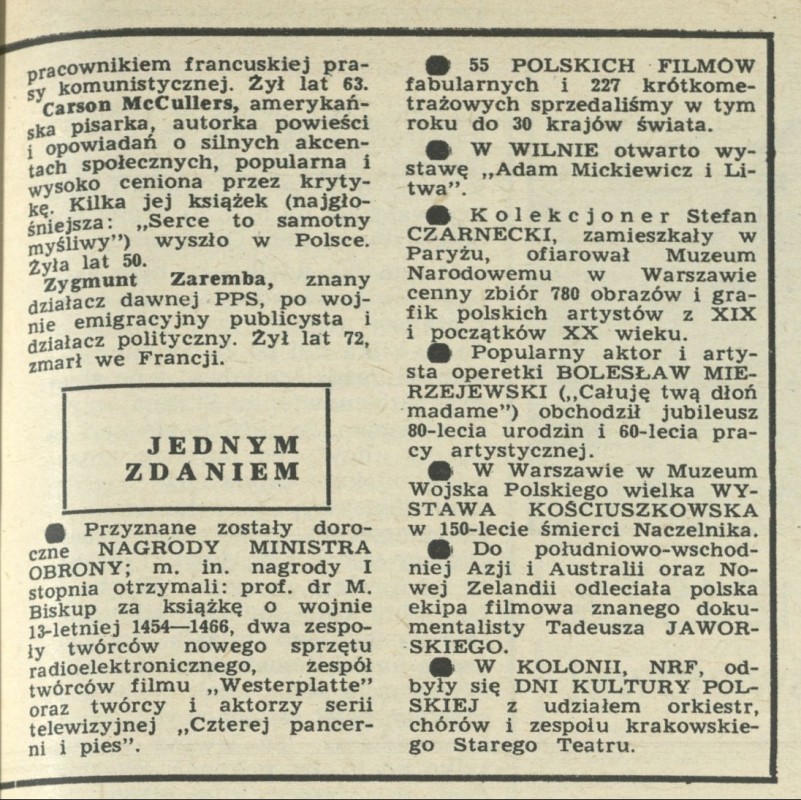 pracownikiem francuskiej pra-
sy komunistycznej. Żył lat 63.
Carson McCullers, amerykań-
ska pisarka, autorka powieści
i opowiadań o silnych akcen-
tach społecznych, popularna i
wysoko ceniona przez kryty-
kę. Kilka jej książek (najgło-
śniejsza: „Serce to samotny
myśliwy") wyszło w Polsce.
Żyła lat 50.
Zygmunt Zaremba, znany
działacz dawnej PPS, po woj-
nie emigracyjny publicysta i
działacz polityczny. Żył lat 72,
zmarł we Francji.
JEDNYM
ZDANIEM
● Przyznane zostały doro-
czne NAGRODY MINISTRA
OBRONY; m. in. nagrody I
stopnia otrzymali: prof. dr M.
Biskup za książkę o wojnie
13-letniej 1454—1466, dwa zespo-
ły twórców nowego sprzętu
radioelektronicznego, zespół
twórców filmu „Westerplatte"
oraz twórcy i aktorzy serii
telewizyjnej „Czterej pancer-
ni i pies".
● 55 POLSKICH FILMÓW
fabularnych i 227 krótkome-
trażowych sprzedaliśmy w tym
roku do 30 krajów świata.
● W WILNIE otwarto wy-
stawę „Adam Mickiewicz i Li-
twa".
● Kolekcjoner Stefan
CZARNECKI, zamieszkały w
Paryżu, ofiarował Muzeum
Narodowemu w Warszawie
cenny zbiór 780 obrazów i gra-
fik polskich artystów z XIX
i początków XX wieku.
● Popularny aktor i arty-
sta operetki BOLESŁAW MIE-
RZEJEWSKI („Całuję twą dłoń
madame") obchodził jubileusz
80-lecia urodzin i 60-lecia pra-
cy artystycznej.
● W Warszawie w Muzeum
Wojska Polskiego wielka WY-
STAWA KOŚCIUSZKOWSKA
w 150-lecie śmierci Naczelnika.
● Do południowo-wschod-
niej Azji i Australii oraz No-
wej Zelandii odleciała polska
ekipa filmowa znanego doku-
mentalisty Tadeusza JAWOR-
SKIEGO.
● W KOLONII, NRF, od-
były się DNI KULTURY POL-
SKIEJ z udziałem orkiestr,
chórów i zespołu krakowskie-
go Starego Teatru.